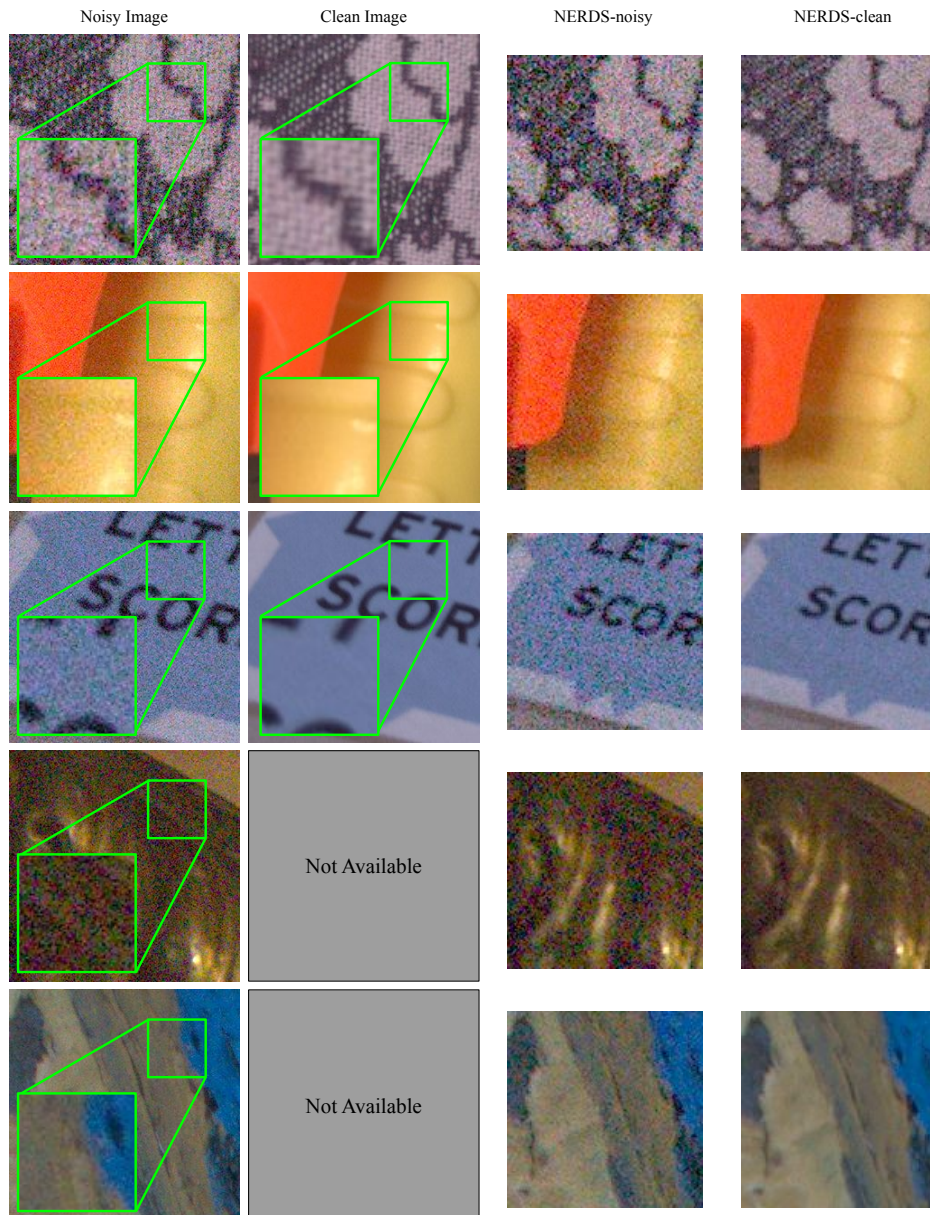 Noisy Image Clean Image NERDS-noisy NERDS-clean
LETT LETT LET LET
SCOR SCOR SCOR SCOR
Not Available
Not Available